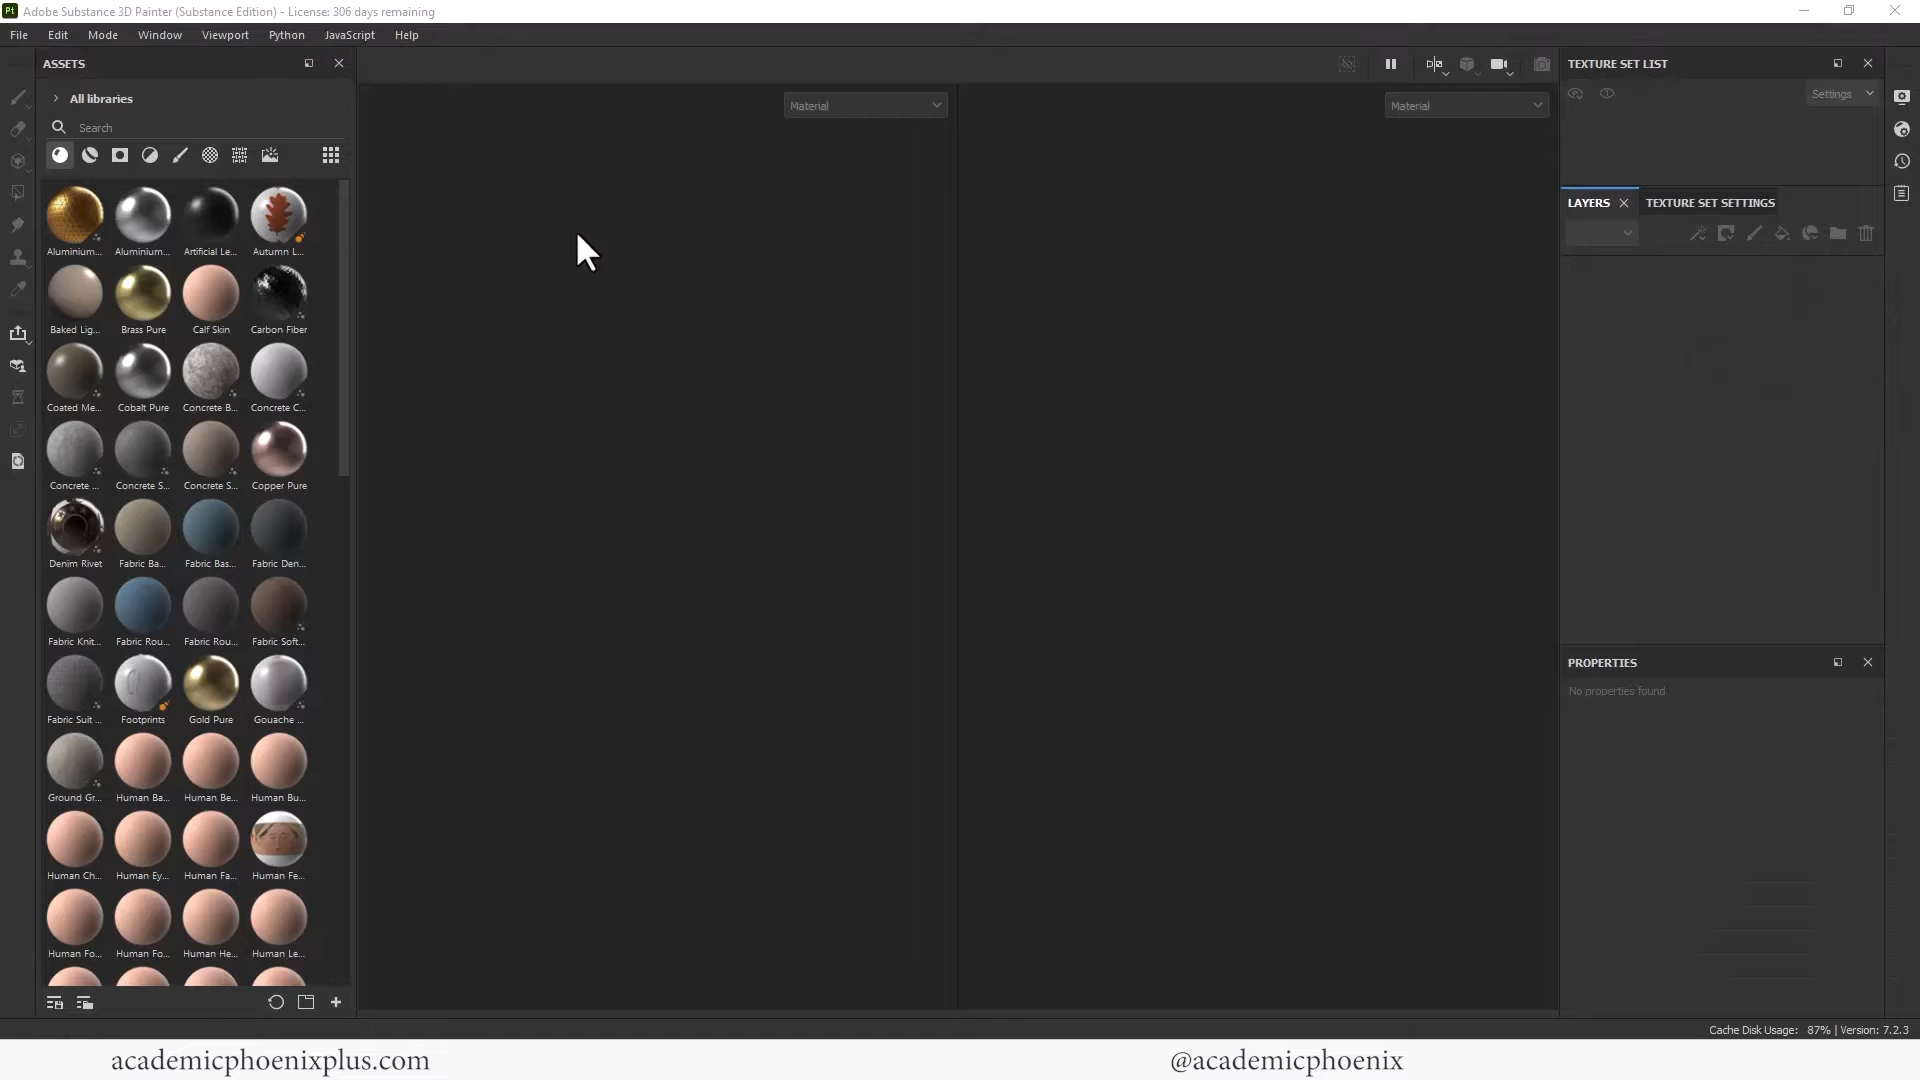 Pt Adobe Substance 3D Painter (Substance Edition) - License: 306 days remaining
File Edit Mode Window Viewport Python JavaScript Help
ASSETS
All libraries
Search
Aluminium... Aluminium... Artificial Le... Autumn L...
Baked Lig... Brass Pure Calf Skin Carbon Fiber
Coated Me... Cobalt Pure Concrete B... Concrete C...
Concrete ... Concrete S... Concrete S... Copper Pure
Denim Rivet Fabric Ba... Fabric Bas... Fabric Den...
Fabric Knit... Fabric Rou... Fabric Rou... Fabric Soft...
Fabric Suit ... Footprints Gold Pure Gouache ...
Ground Gr... Human Ba... Human Be... Human Bu...
Human Ch... Human Ey... Human Fa... Human Fe...
Human Fo... Human Fo... Human He... Human Le...
Material
Material
TEXTURE SET LIST
Settings
LAYERS TEXTURE SET SETTINGS
PROPERTIES
No properties found
Cache Disk Usage: 87% | Version: 7.2.3
academicphoenixplus.com
@academicphoenix